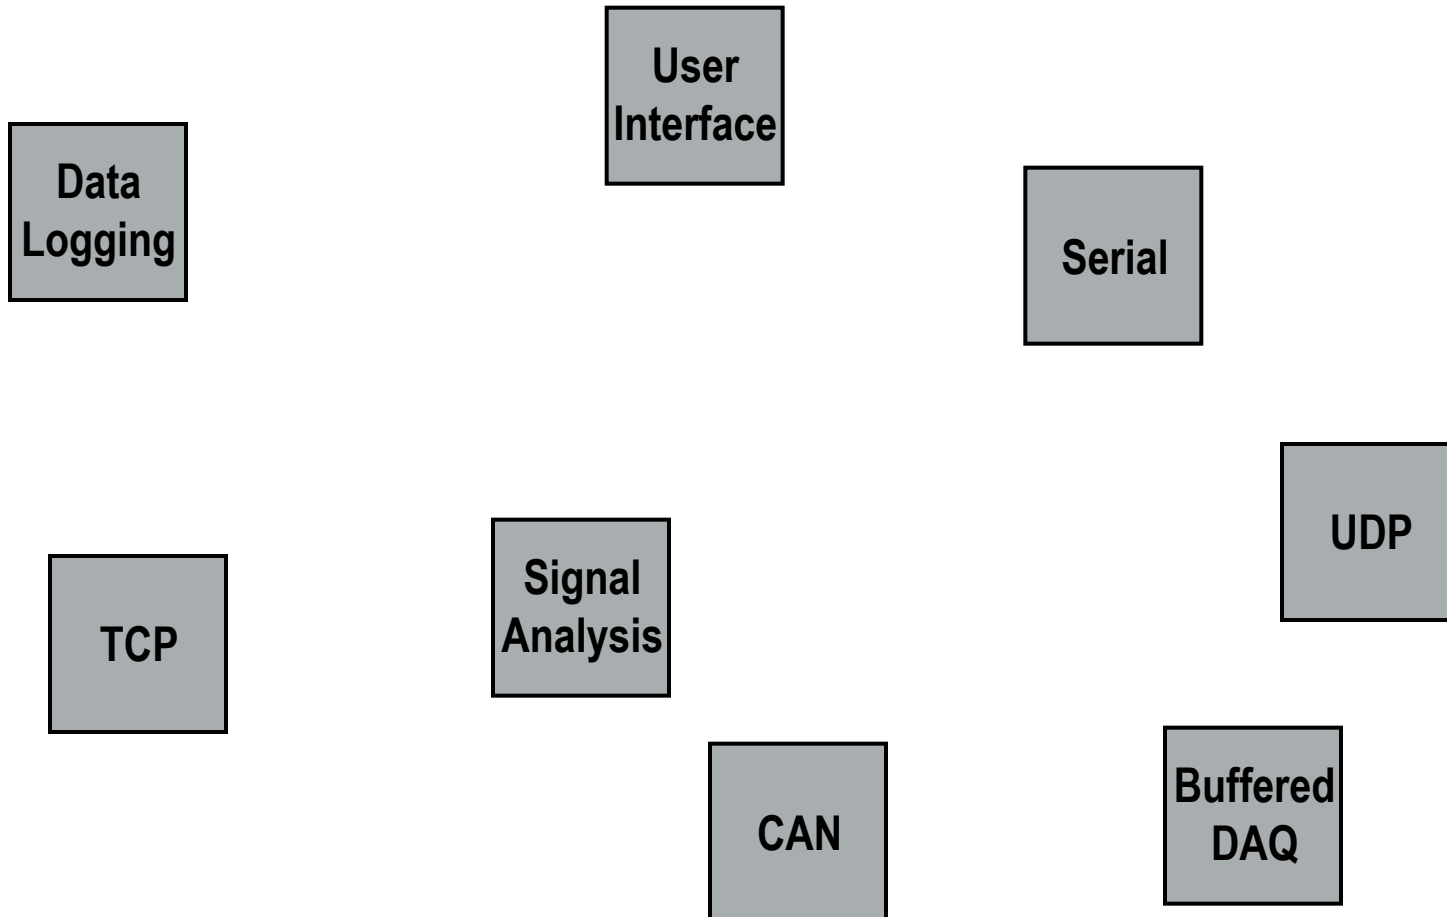 User
Interface
Data
Logging
Serial
UDP
Signal
Analysis
TCP
Buffered
DAQ
CAN